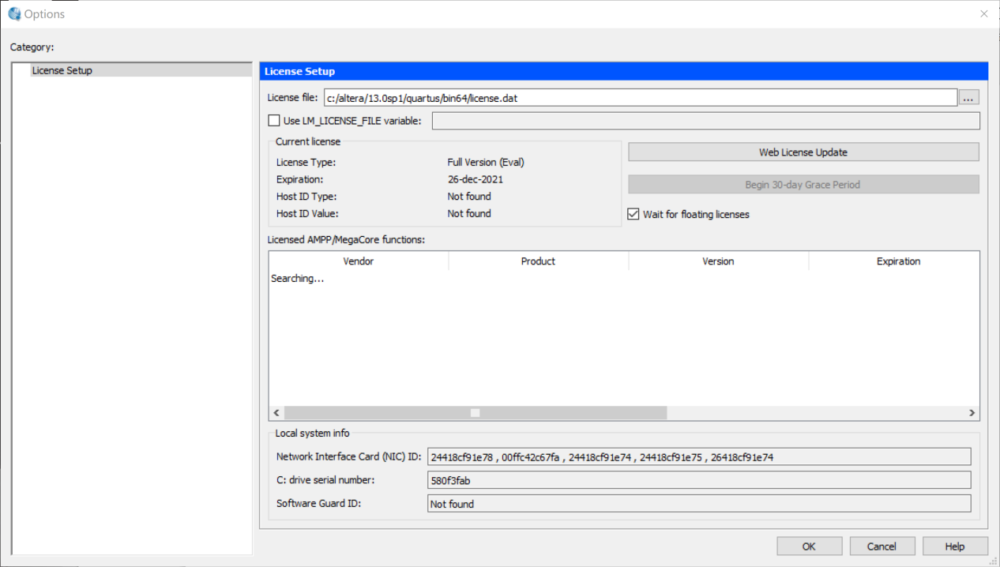 Options
Category:
License Setup
License Setup
License file: c:/altera/13.0sp1/quartus/bin64/license.dat ...
Use LM_LICENSE_FILE variable:
Current license
License Type: Full Version (Eval)
Expiration: 26-dec-2021
Host ID Type: Not found
Host ID Value: Not found
Web License Update
Begin 30-day Grace Period
Wait for floating licenses
Licensed AMPP/MegaCore functions:
Vendor Product Version Expiration
Searching...
Local system info
Network Interface Card (NIC) ID: 24418cf91e78 , 00ffc42c67fa , 24418cf91e74 , 24418cf91e75 , 26418cf91e74
C: drive serial number: 580f3fab
Software Guard ID: Not found
OK Cancel Help